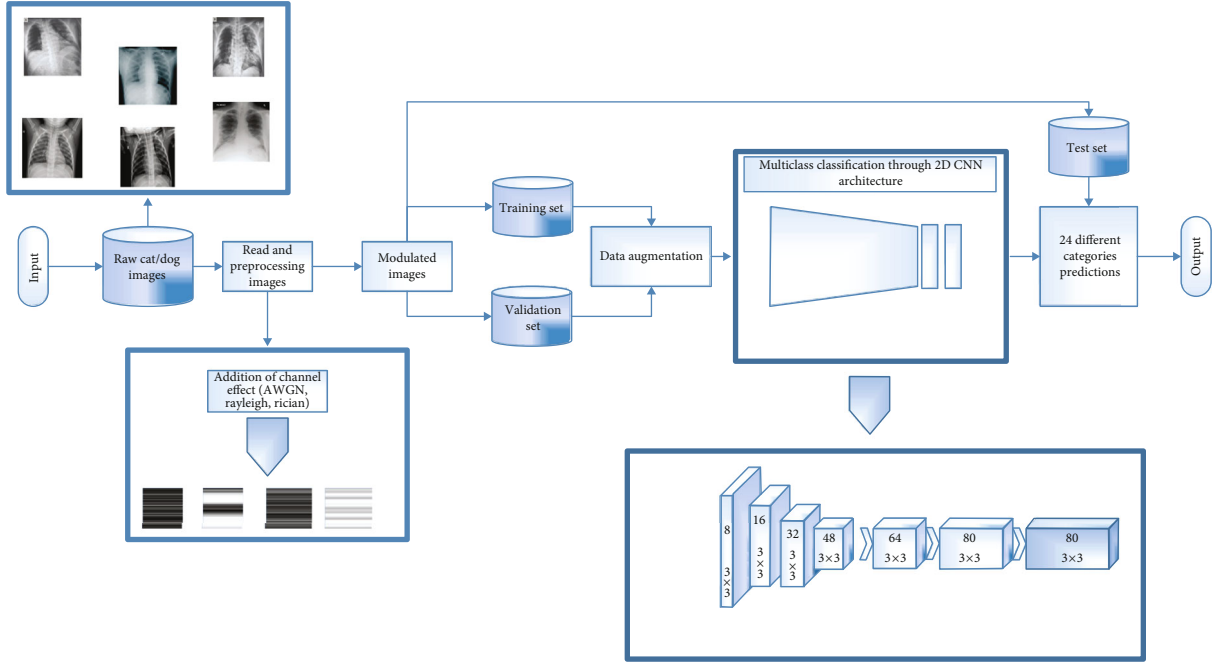 Input
Raw cat/dog
images
Read and
preprocessing
images
Modulated
images
Training set
Validation
set
Data augmentation
Multiclass classification through 2D CNN
architecture
Test set
24 different
categories
predictions
Output
Addition of channel
effect (AWGN,
rayleigh, rician)
8
3×3
16
3×3
32
3×3
48
3×3
64
3×3
80
3×3
80
3×3